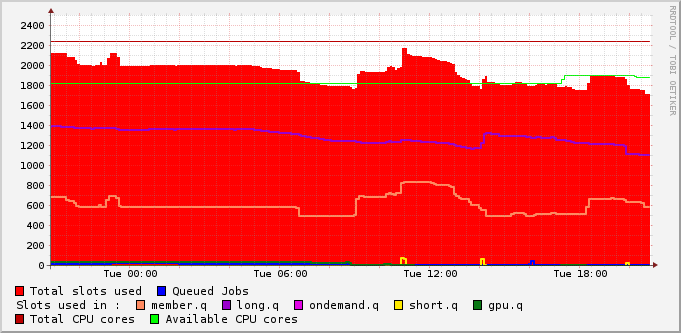 2400
2200
2000
1800
1600
1400
1200
1000
800
600
400
200
0
Tue 00:00 Tue 06:00 Tue 12:00 Tue 18:00
Total slots used Queued Jobs
Slots used in : member.q long.q ondemand.q short.q gpu.q
Total CPU cores Available CPU cores
RRDTOOL / TOBI OETIKER